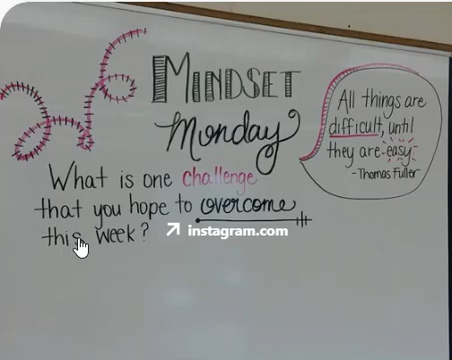 MINDSET
Monday
What is one challenge
that you hope to overcome
this week?
All things are
difficult, until
they are easy
- Thomas Fuller
instagram.com